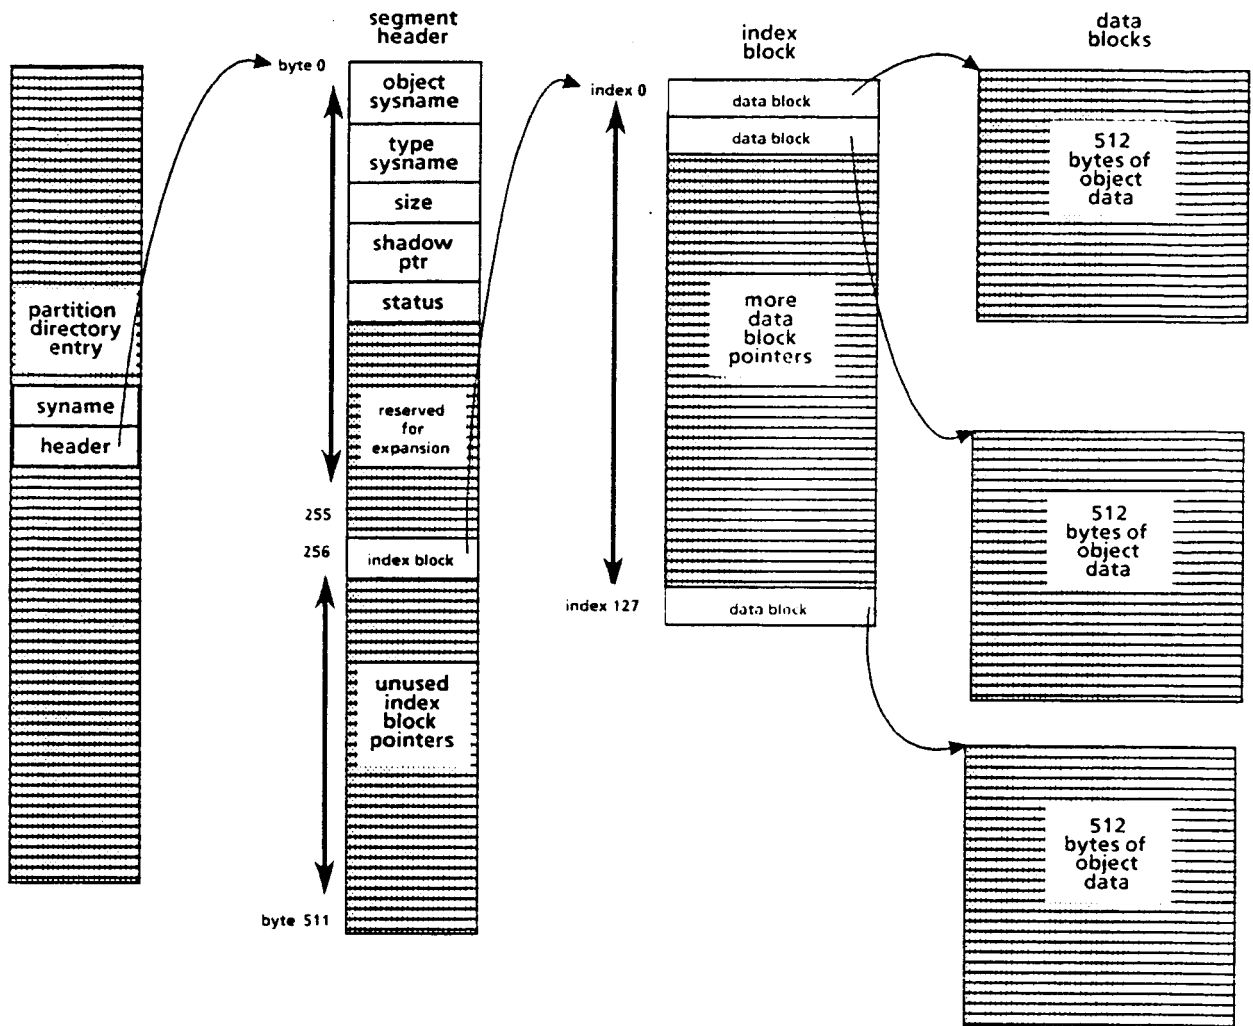 partition
directory
entry
syname
header
segment
header
byte 0
object
sysname
type
sysname
size
shadow
ptr
status
reserved
for
expansion
255
256
index block
unused
index
block
pointers
byte 511
index
block
index 0
data block
data block
more
data
block
pointers
index 127
data block
data
blocks
512
bytes of
object
data
512
bytes of
object
data
512
bytes of
object
data